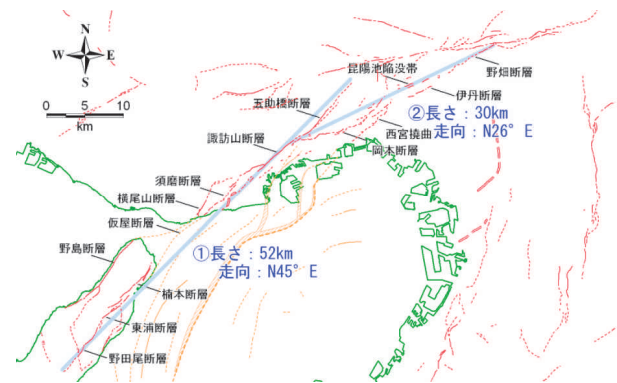 N
W
E
S
0
5
10
km
昆陽池陥没帯
野畑断層
伊丹断層
五助橋断層
②長さ：30km
走向：N26°E
諏訪山断層
西宮撓曲
岡本断層
須磨断層
横尾山断層
仮屋断層
①長さ：52km
走向：N45°E
野島断層
楠本断層
東浦断層
野田尾断層